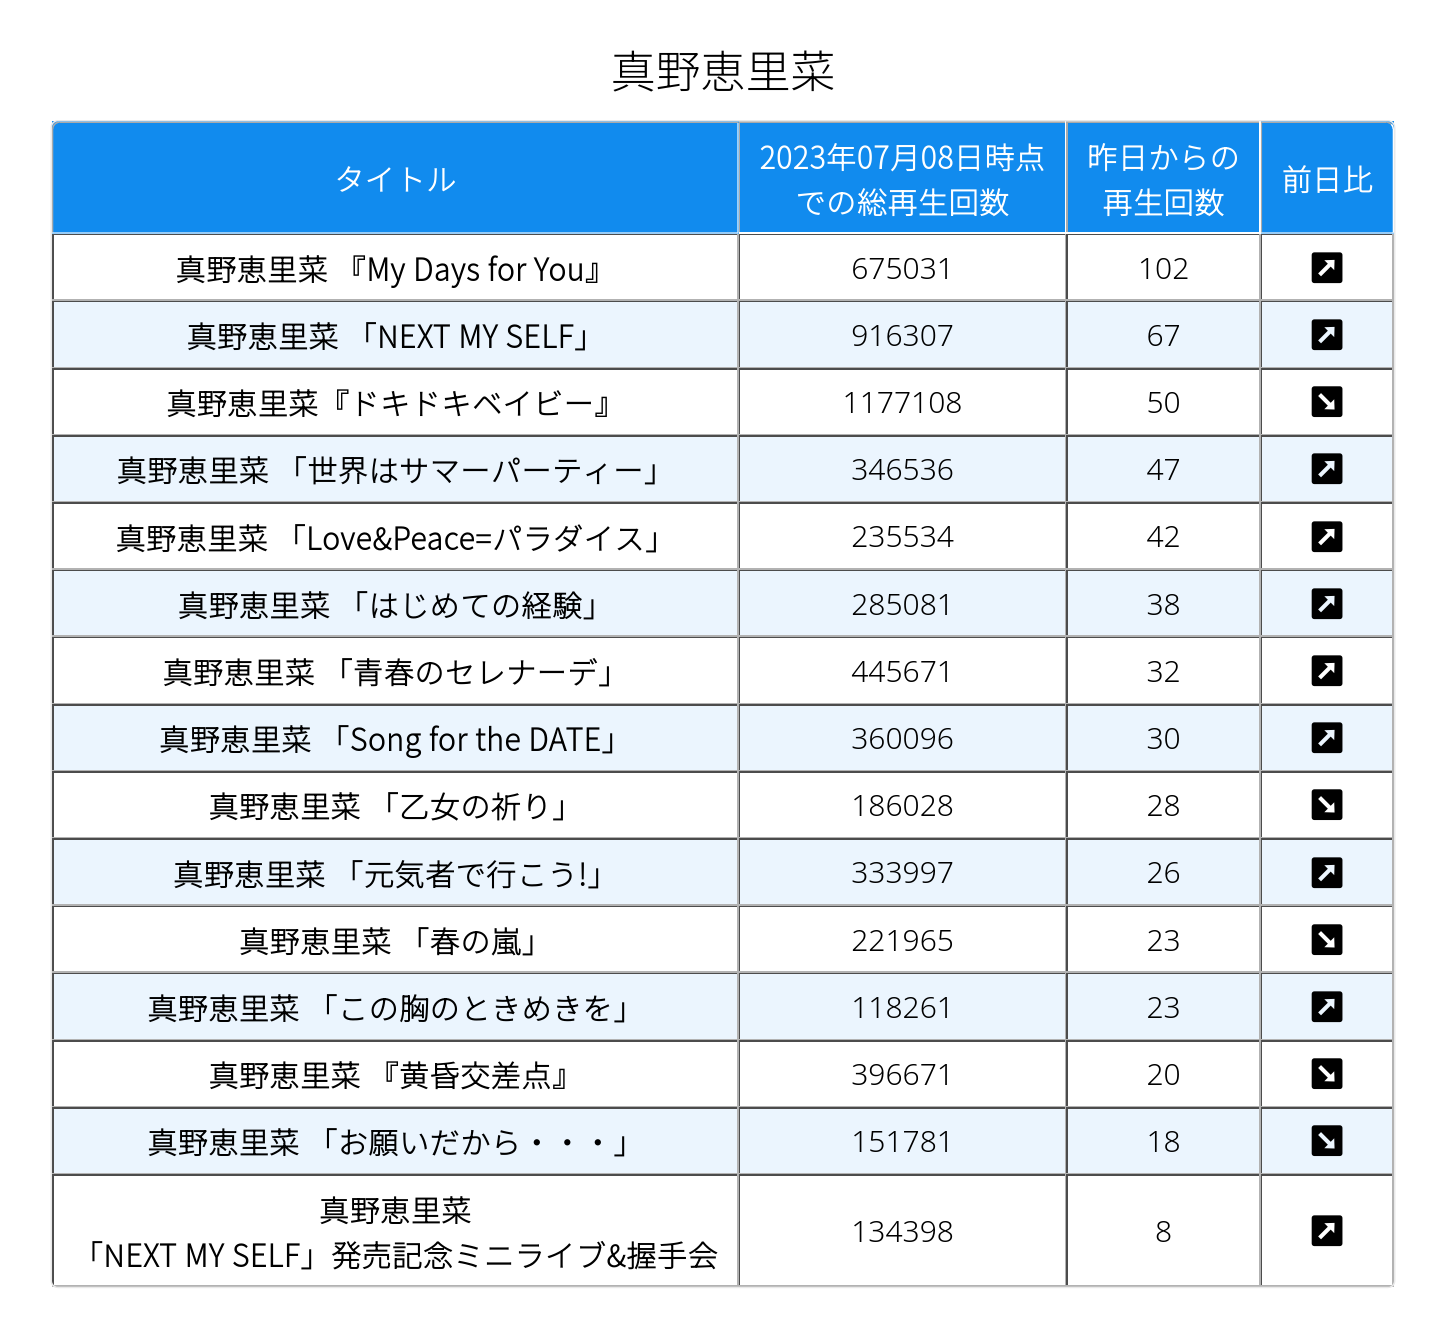 真野恵里菜
タイトル
2023年07月08日時点
での総再生回数
昨日からの
再生回数
前日比
真野恵里菜 『My Days for You』 675031 102 ↗
真野恵里菜 「NEXT MY SELF」 916307 67 ↗
真野恵里菜『ドキドキベイビー』 1177108 50 ↘
真野恵里菜 「世界はサマーパーティー」 346536 47 ↗
真野恵里菜 「Love&Peace=パラダイス」 235534 42 ↗
真野恵里菜 「はじめての経験」 285081 38 ↗
真野恵里菜 「青春のセレナーデ」 445671 32 ↗
真野恵里菜 「Song for the DATE」 360096 30 ↗
真野恵里菜 「乙女の祈り」 186028 28 ↘
真野恵里菜 「元気者で行こう!」 333997 26 ↗
真野恵里菜 「春の嵐」 221965 23 ↘
真野恵里菜 「この胸のときめきを」 118261 23 ↗
真野恵里菜 『黄昏交差点』 396671 20 ↘
真野恵里菜 「お願いだから・・・」 151781 18 ↘
真野恵里菜
「NEXT MY SELF」発売記念ミニライブ&握手会 134398 8 ↗